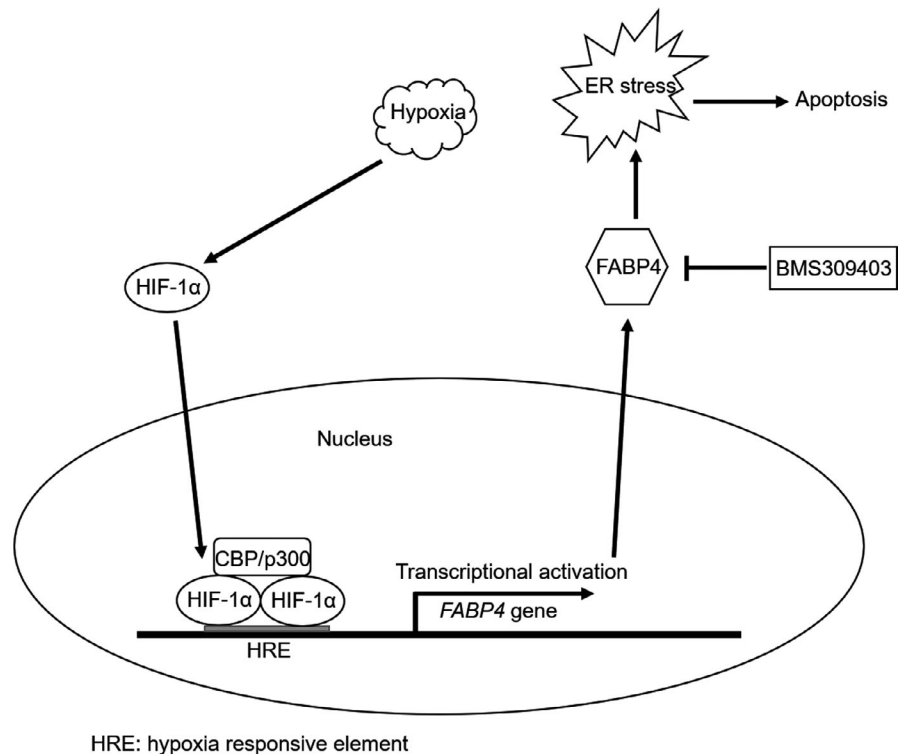 ER stress
Apoptosis
Hypoxia
HIF-1α
FABP4
BMS309403
Nucleus
CBP/p300
HIF-1α
HIF-1α
Transcriptional activation
FABP4 gene
HRE
HRE: hypoxia responsive element